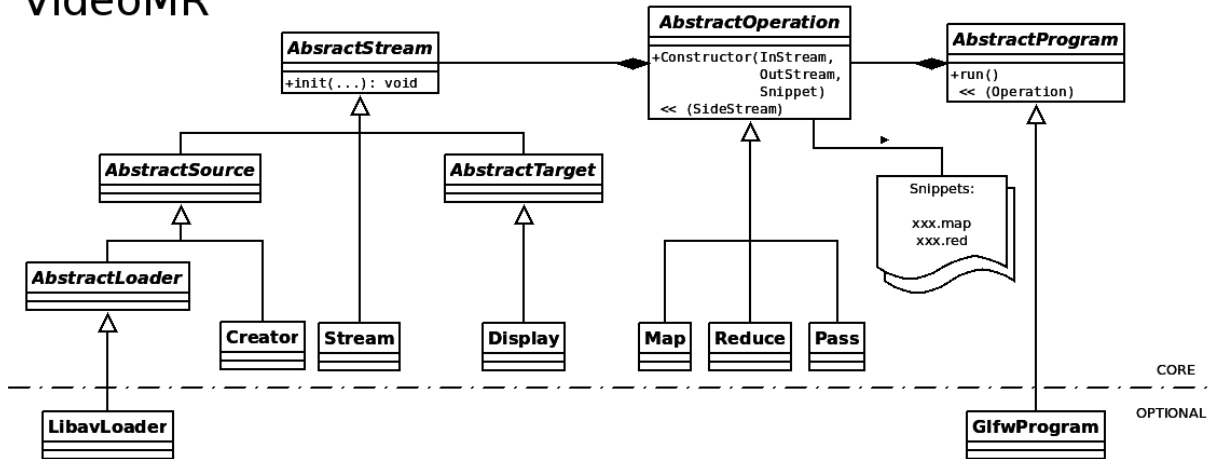 VideoMR
AbsractStream
+init(...): void
AbstractOperation
+Constructor(InStream,
OutStream,
Snippet)
<< (SideStream)
AbstractProgram
+run()
<< (Operation)
AbstractSource
AbstractTarget
Snippets:
xxx.map
xxx.red
AbstractLoader
Creator
Stream
Display
Map
Reduce
Pass
CORE
OPTIONAL
LibavLoader
GlfwProgram